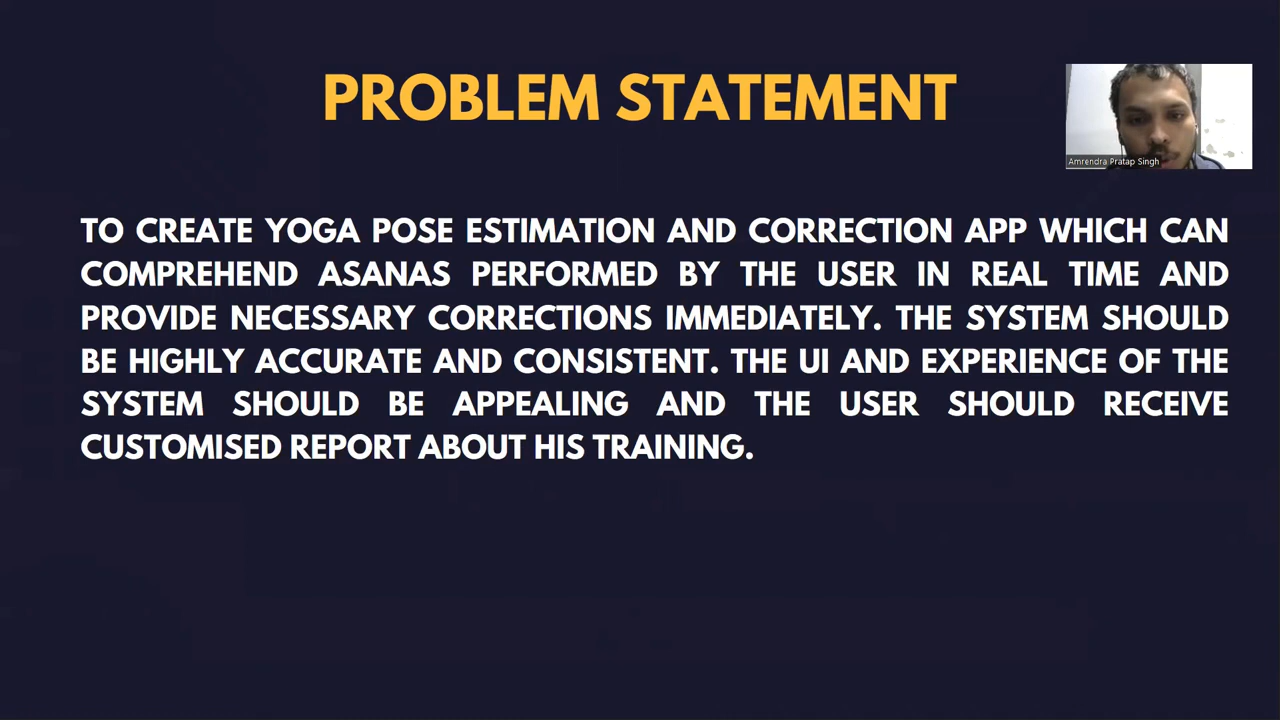 PROBLEM STATEMENT
Amrendra Pratap Singh
TO CREATE YOGA POSE ESTIMATION AND CORRECTION APP WHICH CAN
COMPREHEND ASANAS PERFORMED BY THE USER IN REAL TIME AND
PROVIDE NECESSARY CORRECTIONS IMMEDIATELY. THE SYSTEM SHOULD
BE HIGHLY ACCURATE AND CONSISTENT. THE UI AND EXPERIENCE OF THE
SYSTEM SHOULD BE APPEALING AND THE USER SHOULD RECEIVE
CUSTOMISED REPORT ABOUT HIS TRAINING.